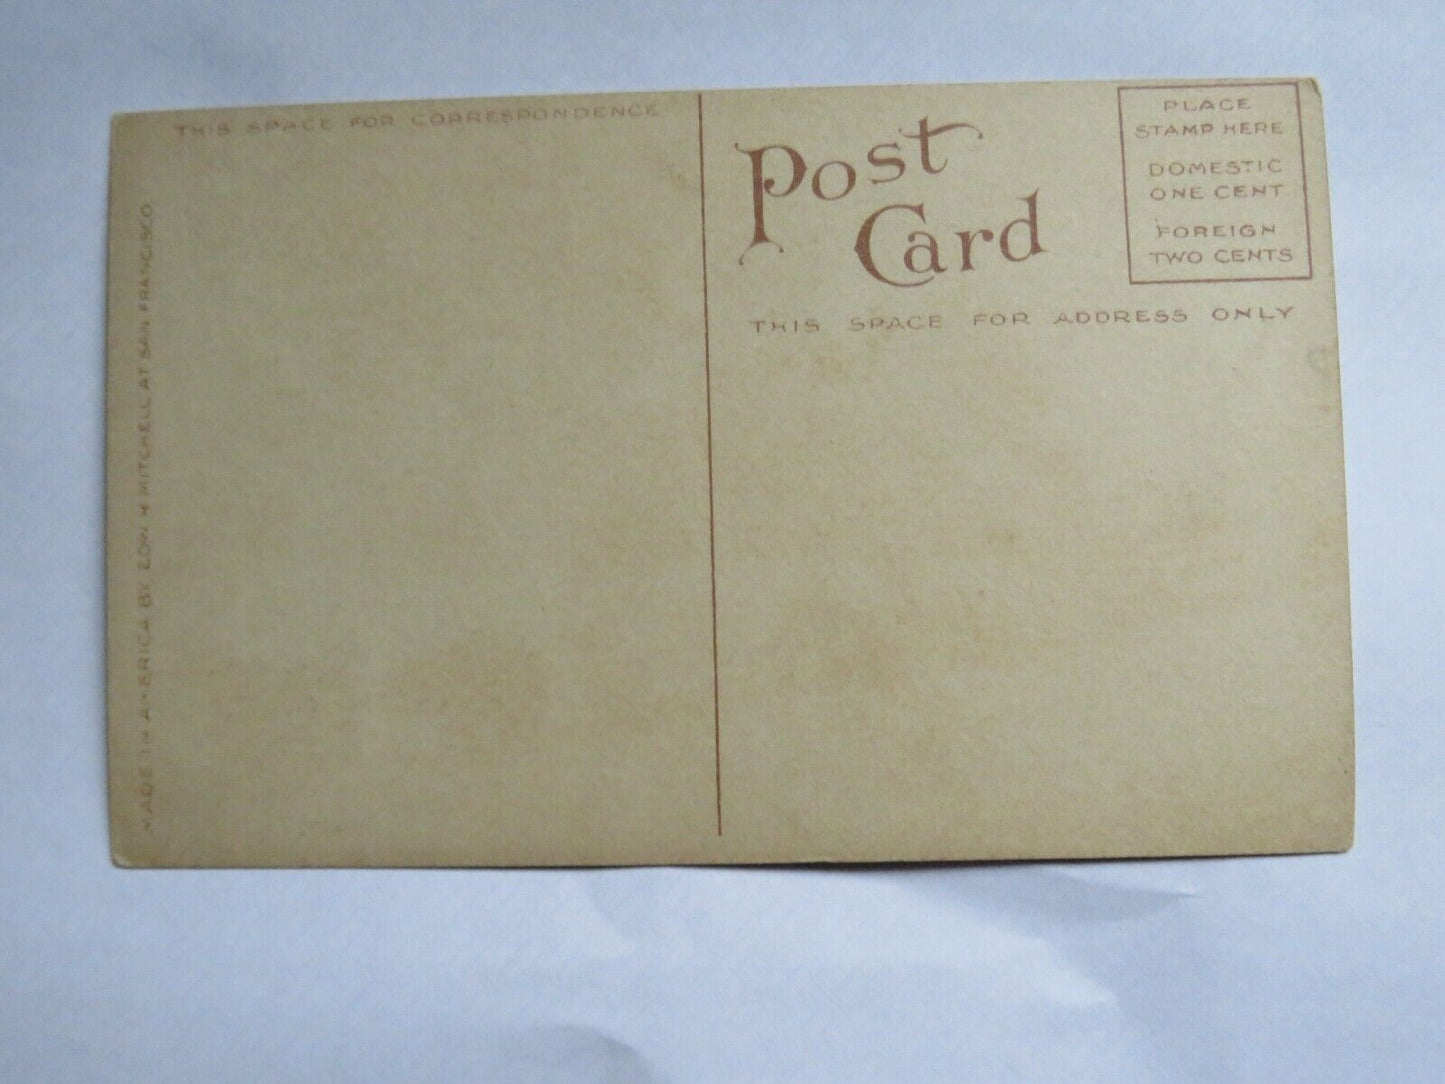 THIS SPACE FOR CORRESPONDENCE
MADE IN AMERICA BY EDW H MITCHELL AT SAN FRANCISCO
Post
Card
PLACE
STAMP HERE
DOMESTIC
ONE CENT
FOREIGN
TWO CENTS
THIS SPACE FOR ADDRESS ONLY